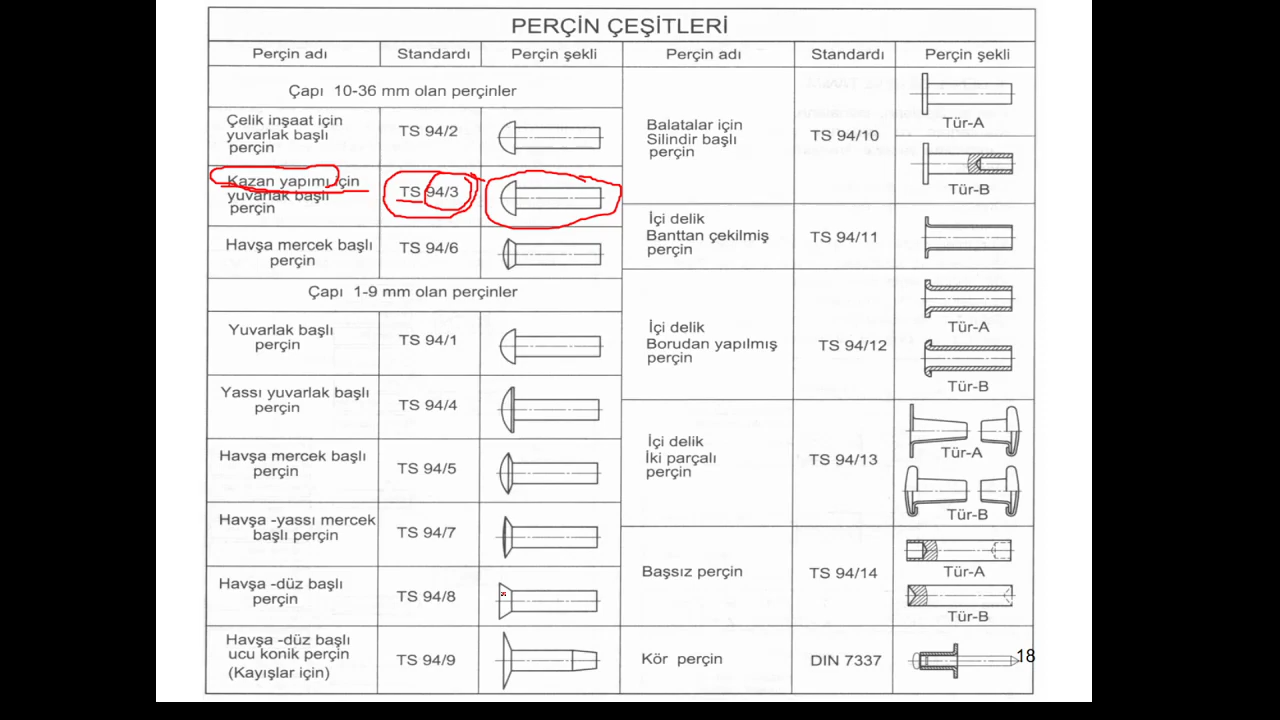 PERÇİN ÇEŞİTLERİ
Perçin adı Standardı Perçin şekli
Çapı 10-36 mm olan perçinler
Çelik inşaat için
yuvarlak başlı
perçin
TS 94/2
Kazan yapımı için
yuvarlak başlı
perçin
TS 94/3
Havşa mercek başlı
perçin
TS 94/6
Çapı 1-9 mm olan perçinler
Yuvarlak başlı
perçin
TS 94/1
Yassı yuvarlak başlı
perçin
TS 94/4
Havşa mercek başlı
perçin
TS 94/5
Havşa -yassı mercek
başlı perçin
TS 94/7
Havşa -düz başlı
perçin
TS 94/8
Havşa -düz başlı
ucu konik perçin
(Kayışlar için)
TS 94/9
Perçin adı Standardı Perçin şekli
Balatalar için
Silindir başlı
perçin
TS 94/10
Tür-A
Tür-B
İçi delik
Banttan çekilmiş
perçin
TS 94/11
İçi delik
Borudan yapılmış
perçin
TS 94/12
Tür-A
Tür-B
İçi delik
İki parçalı
perçin
TS 94/13
Tür-A
Tür-B
Başsız perçin
TS 94/14
Tür-A
Tür-B
Kör perçin
DIN 7337
18